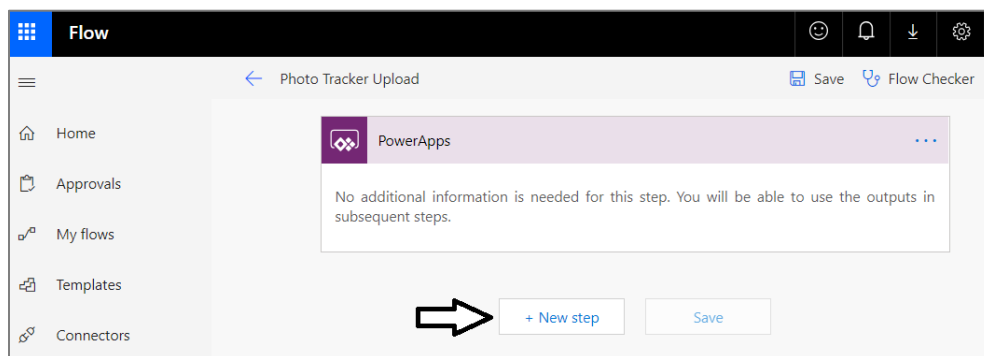 Flow
Photo Tracker Upload
Save
Flow Checker
Home
Approvals
My flows
Templates
Connectors
PowerApps
No additional information is needed for this step. You will be able to use the outputs in
subsequent steps.
+ New step
Save